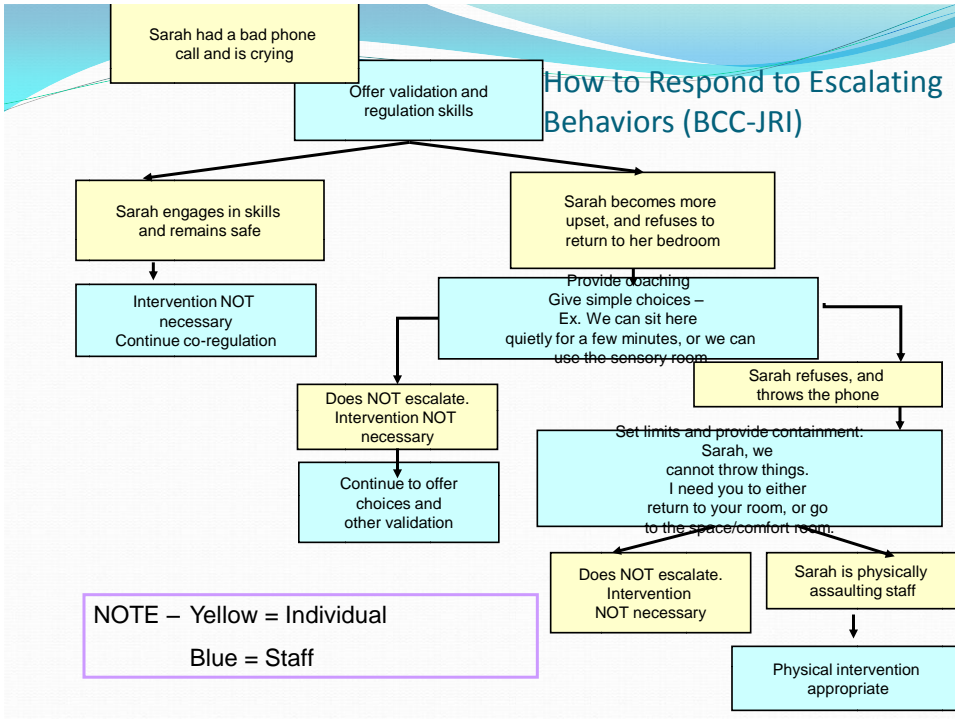 Sarah had a bad phone
call and is crying
How to Respond to Escalating
Behaviors (BCC-JRI)
Offer validation and
regulation skills
Sarah engages in skills
and remains safe
Sarah becomes more
upset, and refuses to
return to her bedroom
Intervention NOT
necessary
Continue co-regulation
Provide coaching
Give simple choices –
Ex. We can sit here
quietly for a few minutes, or we can
use the sensory room
Sarah refuses, and
throws the phone
Does NOT escalate.
Intervention NOT
necessary
Continue to offer
choices and
other validation
Set limits and provide containment:
Sarah, we
cannot throw things.
I need you to either
return to your room, or go
to the space/comfort room.
Does NOT escalate.
Intervention
NOT necessary
Sarah is physically
assaulting staff
Physical intervention
appropriate
NOTE – Yellow = Individual
Blue = Staff